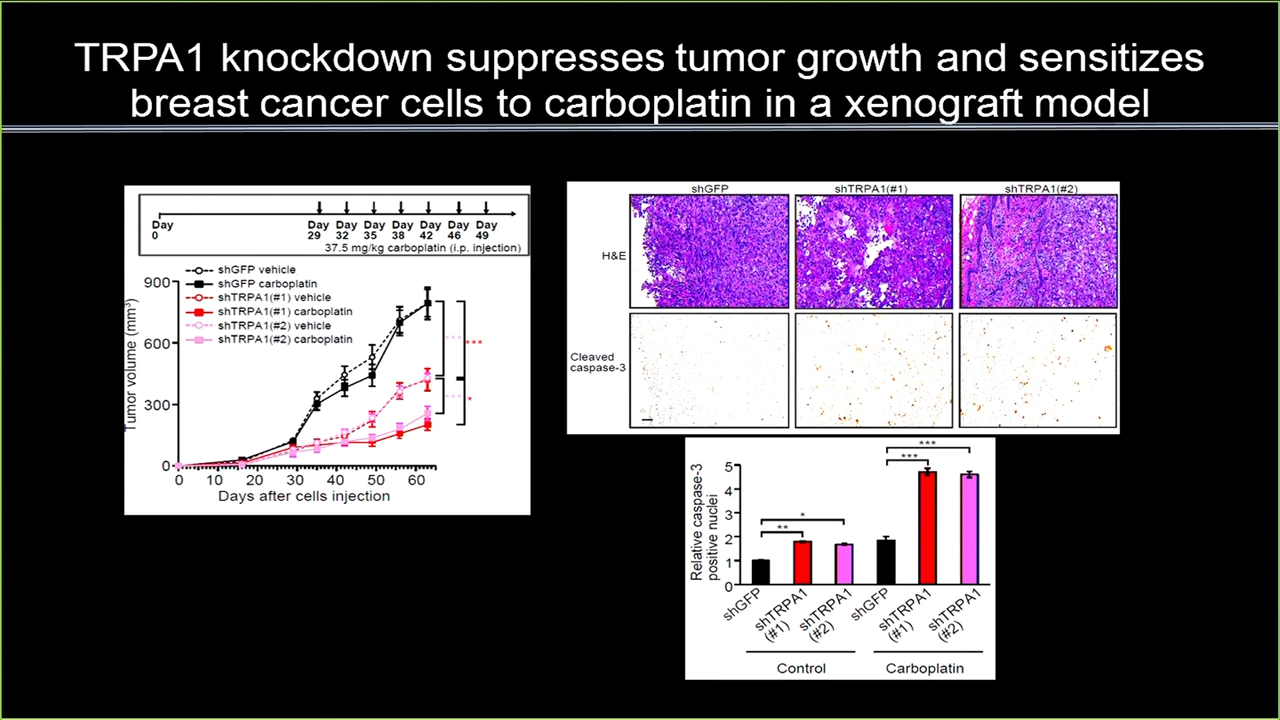 TRPA1 knockdown suppresses tumor growth and sensitizes
breast cancer cells to carboplatin in a xenograft model
Day Day Day Day Day Day Day Day
0 29 32 35 38 42 46 49
37.5 mg/kg carboplatin (i.p. injection)
shGFP vehicle
shGFP carboplatin
shTRPA1(#1) vehicle
shTRPA1(#1) carboplatin
shTRPA1(#2) vehicle
shTRPA1(#2) carboplatin
Tumor volume (mm³)
900
600
300
0
0 10 20 30 40 50 60
Days after cells injection
***
***
***
*
shGFP shTRPA1(#1) shTRPA1(#2)
H&E
Cleaved
caspase-3
Relative caspase-3
positive nuclei
5
4
3
2
1
0
**
*
***
***
shGFP
shTRPA1
(#1)
shTRPA1
(#2)
shGFP
shTRPA1
(#1)
shTRPA1
(#2)
Control Carboplatin